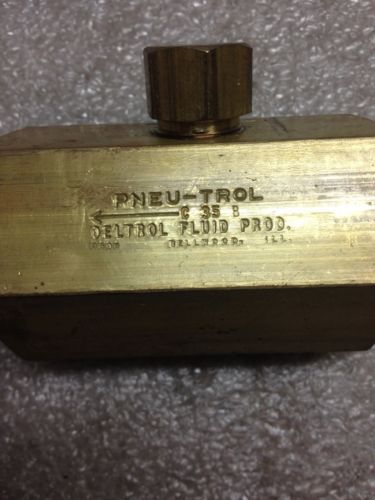 PNEU-TROL
C 35 B
DELTROL FLUID PROD.
BELLWOOD, ILL.